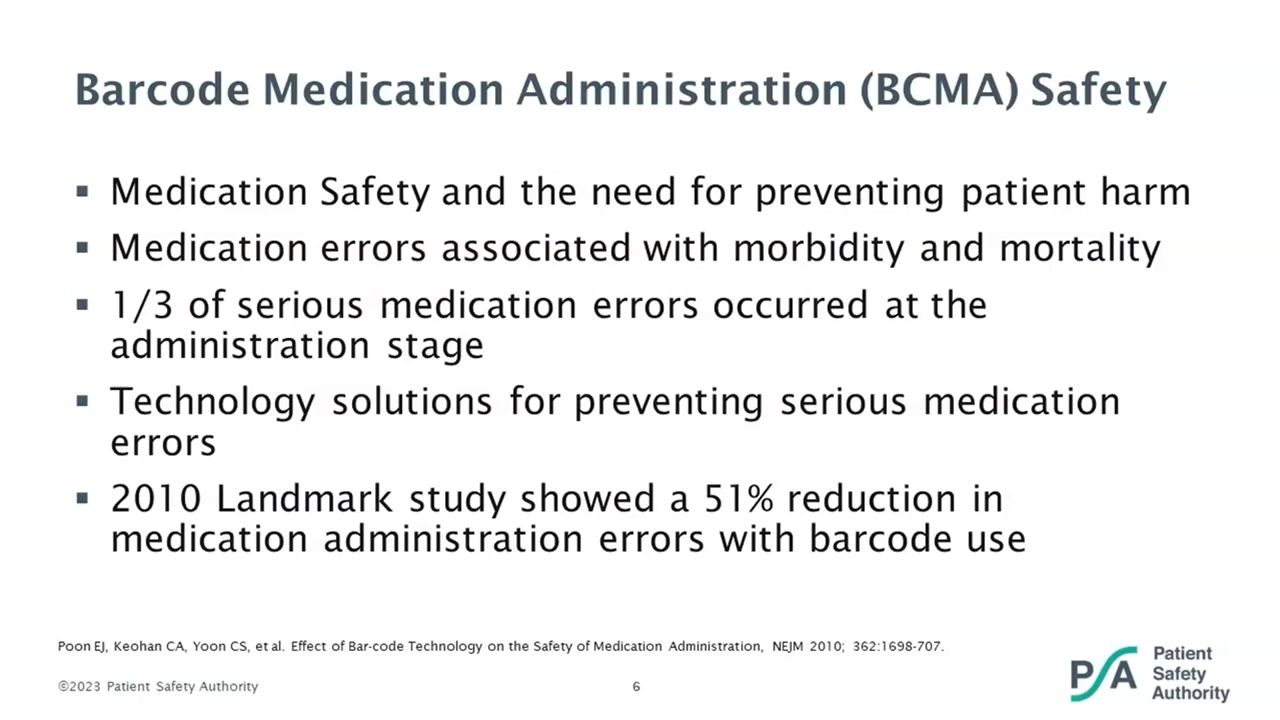 Barcode Medication Administration (BCMA) Safety
▪ Medication Safety and the need for preventing patient harm
▪ Medication errors associated with morbidity and mortality
▪ 1/3 of serious medication errors occurred at the
administration stage
▪ Technology solutions for preventing serious medication
errors
▪ 2010 Landmark study showed a 51% reduction in
medication administration errors with barcode use
Poon EJ, Keohan CA, Yoon CS, et al. Effect of Bar-code Technology on the Safety of Medication Administration, NEJM 2010; 362:1698-707.
©2023 Patient Safety Authority
6
PSA
Patient
Safety
Authority